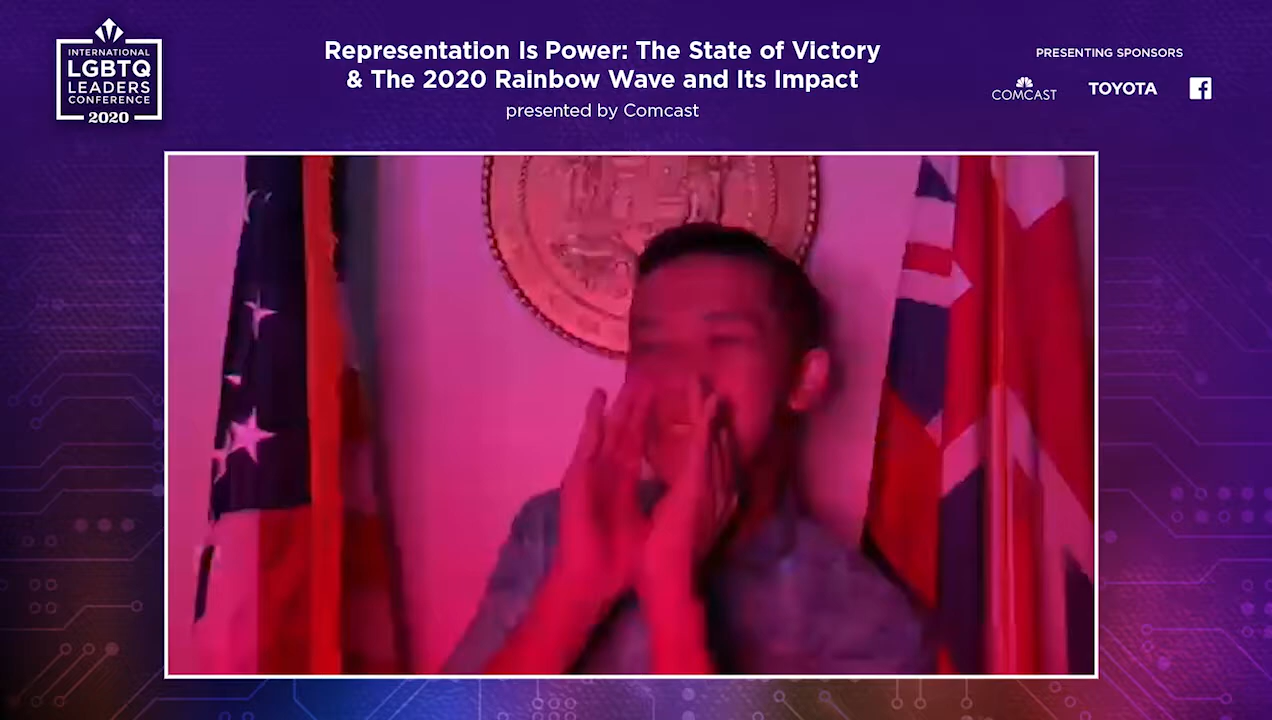 INTERNATIONAL
LGBTQ
LEADERS
CONFERENCE
2020
Representation Is Power: The State of Victory
& The 2020 Rainbow Wave and Its Impact
presented by Comcast
PRESENTING SPONSORS
COMCAST
TOYOTA
f